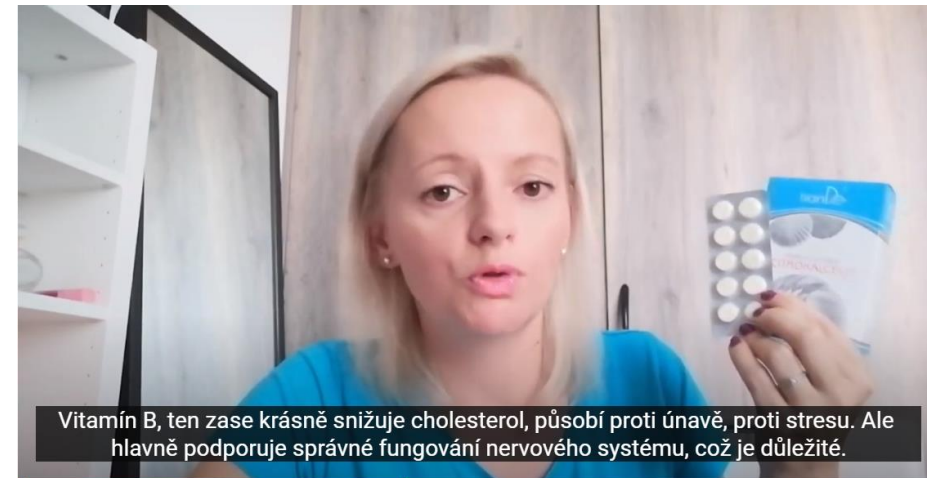 Vitamín B, ten zase krásně snižuje cholesterol, působí proti únavě, proti stresu. Ale
hlavně podporuje správné fungování nervového systému, což je důležité.